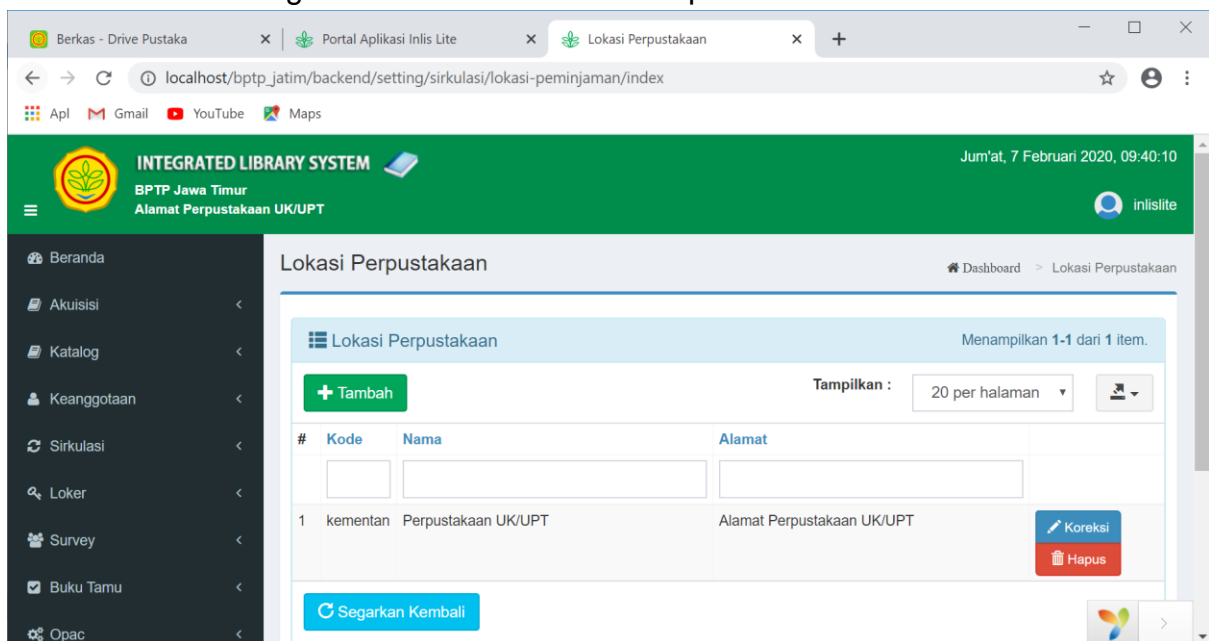 Berkas - Drive Pustaka
Portal Aplikasi Inlis Lite
Lokasi Perpustakaan
localhost/bptp_jatim/backend/setting/sirkulasi/lokasi-peminjaman/index
Apl
Gmail
YouTube
Maps
INTEGRATED LIBRARY SYSTEM
BPTP Jawa Timur
Alamat Perpustakaan UK/UPT
Jum'at, 7 Februari 2020, 09:40:10
inlislite
Beranda
Akuisisi
Katalog
Keanggotaan
Sirkulasi
Loker
Survey
Buku Tamu
Opac
Lokasi Perpustakaan
Dashboard > Lokasi Perpustakaan
Lokasi Perpustakaan
Menampilkan 1-1 dari 1 item.
Tambah
Tampilkan :
20 per halaman
# Kode Nama Alamat
1 kementan Perpustakaan UK/UPT Alamat Perpustakaan UK/UPT
Koreksi
Hapus
Segarkan Kembali